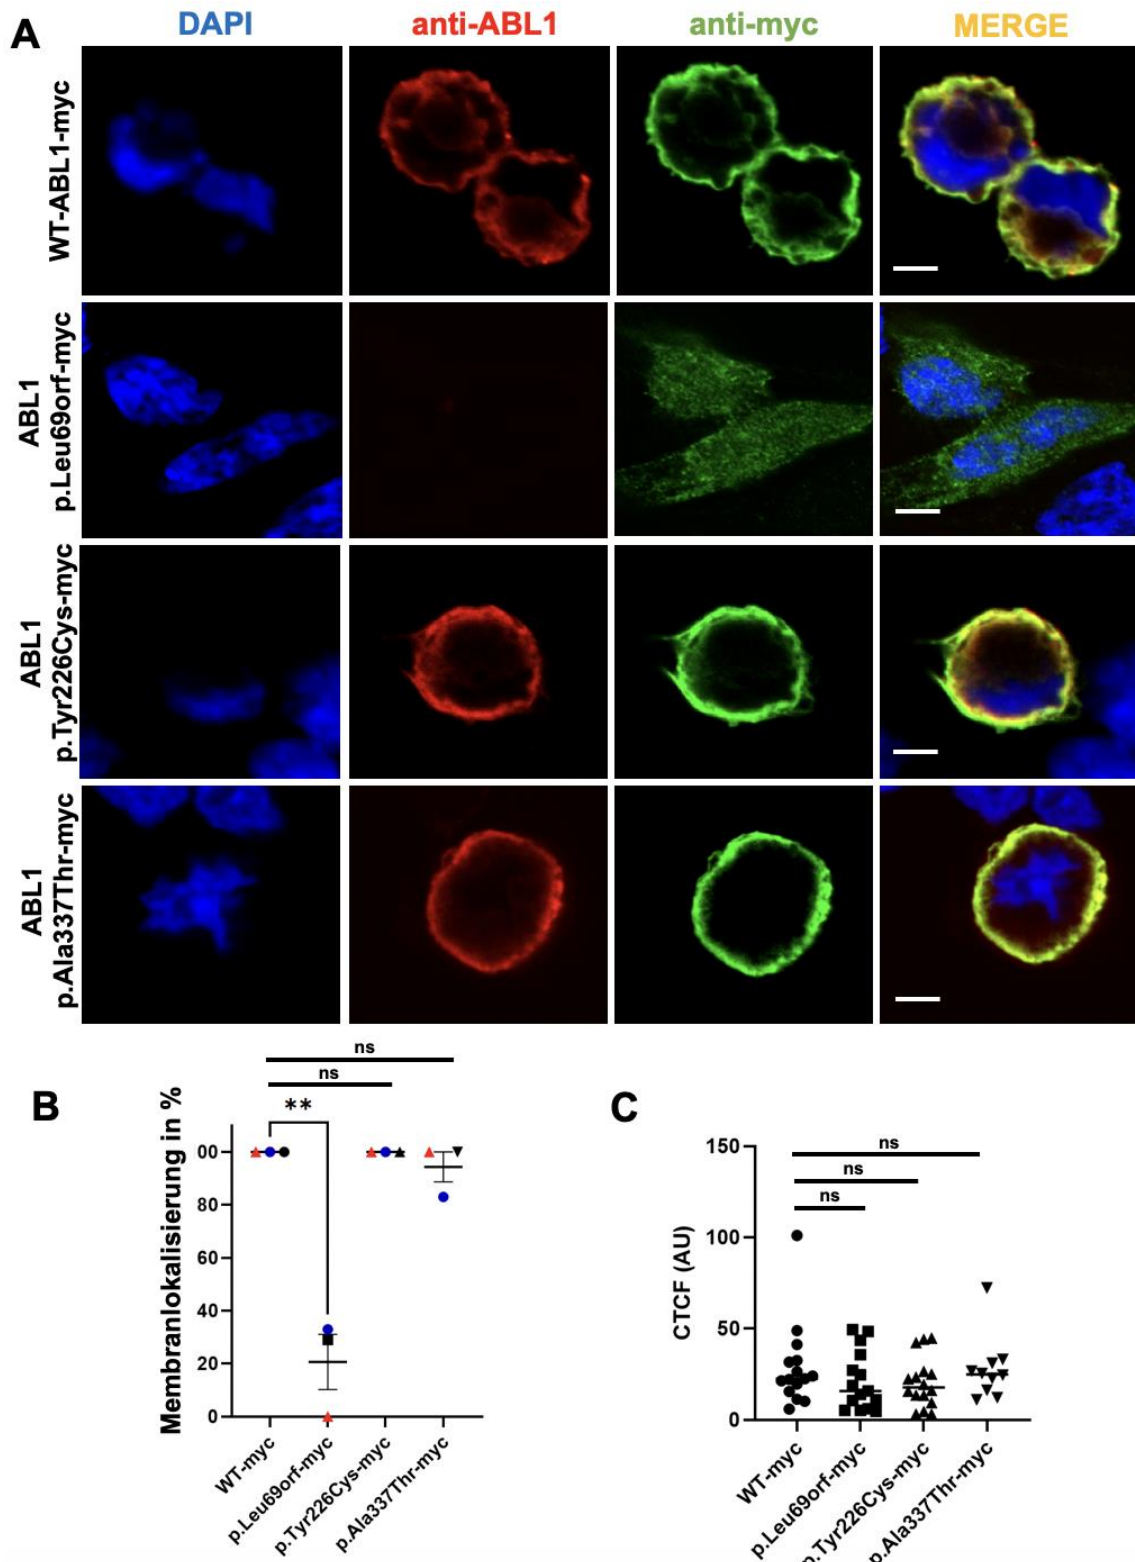 A
DAPI
anti-ABL1
anti-myc
MERGE
WT-ABL1-myc
ABL1
p.Leu69orf-myc
ABL1
p.Tyr226Cys-myc
ABL1
p.Ala337Thr-myc
B
Membranlokalisierung in %
ns
ns
**
00
80
60
40
20
0
WT-myc
p.Leu69orf-myc
p.Tyr226Cys-myc
p.Ala337Thr-myc
C
CTCF (AU)
150
100
50
0
ns
ns
ns
WT-myc
p.Leu69orf-myc
p.Tyr226Cys-myc
p.Ala337Thr-myc